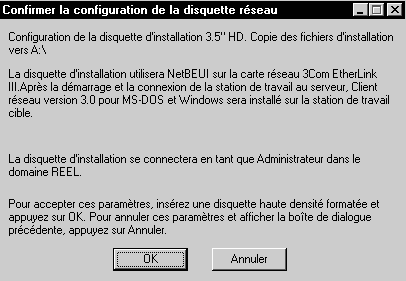 Confirmer la configuration de la disquette réseau
Configuration de la disquette d'installation 3.5" HD. Copie des fichiers d'installation
vers A:\
La disquette d'installation utilisera NetBEUI sur la carte réseau 3Com EtherLink
III.Après la démarrage et la connexion de la station de travail au serveur, Client
réseau version 3.0 pour MS-DOS et Windows sera installé sur la station de travail
cible.
La disquette d'installation se connectera en tant que Administrateur dans le
domaine REEL.
Pour accepter ces paramètres, insérez une disquette haute densité formatée et
appuyez sur OK. Pour annuler ces paramètres et afficher la boîte de dialogue
précédente, appuyez sur Annuler.
OK
Annuler